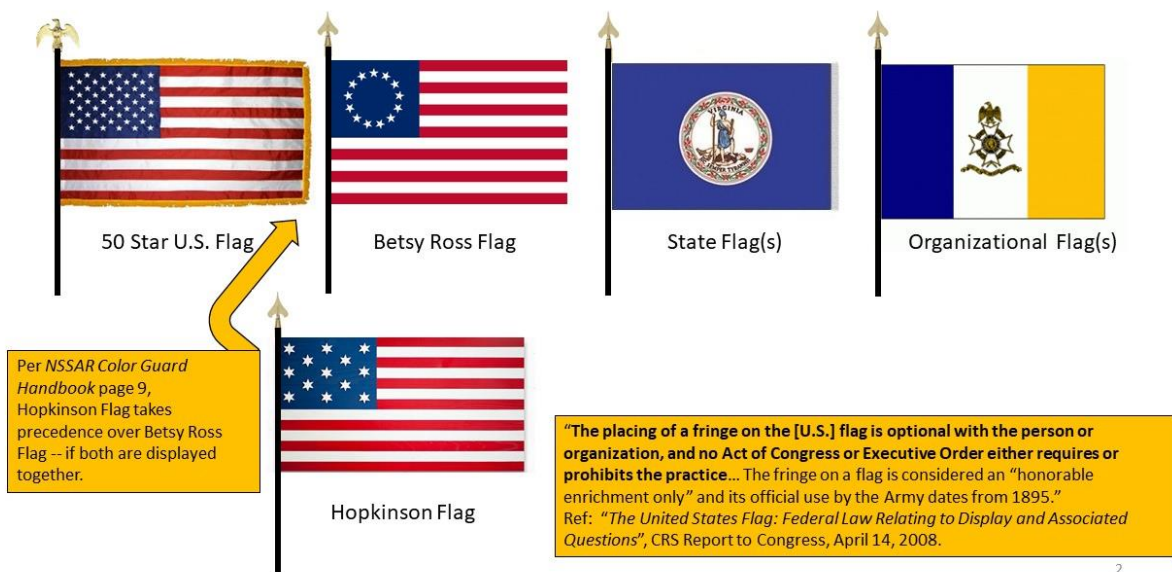 VIRGINIA
50 Star U.S. Flag
Betsy Ross Flag
State Flag(s)
Organizational Flag(s)
Per NSSAR Color Guard
Handbook page 9,
Hopkinson Flag takes
precedence over Betsy Ross
Flag -- if both are displayed
together.
Hopkinson Flag
“The placing of a fringe on the [U.S.] flag is optional with the person or
organization, and no Act of Congress or Executive Order either requires or
prohibits the practice… The fringe on a flag is considered an “honorable
enrichment only” and its official use by the Army dates from 1895.”
Ref:  “The United States Flag: Federal Law Relating to Display and Associated
Questions”, CRS Report to Congress, April 14, 2008.
2